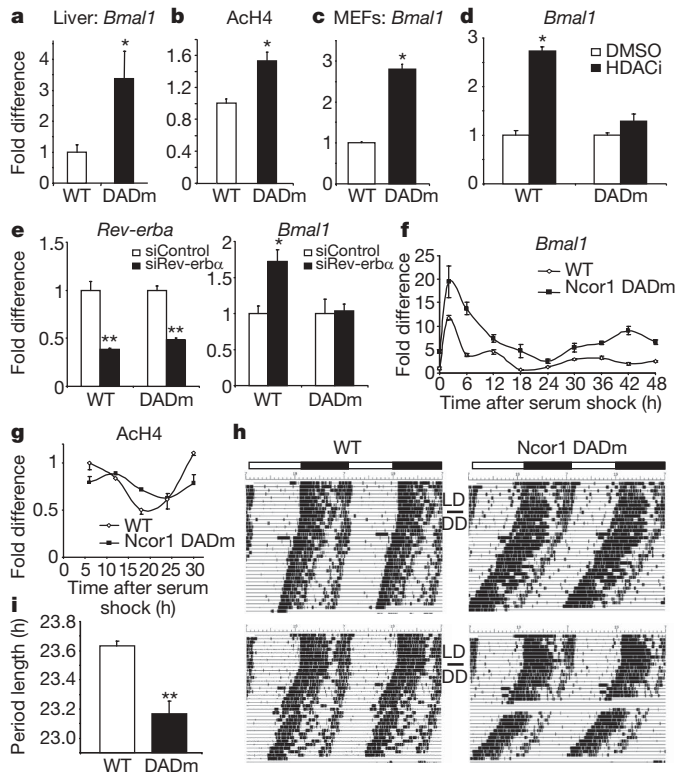 a Liver: Bmal1
Fold difference
5
4
3
2
1
0
*
WT DADm
b AcH4
1.6
1.2
0.8
0.4
0
*
WT DADm
c MEFs: Bmal1
3
2
1
0
*
WT DADm
d Bmal1
3
2
1
0
*
DMSO
HDACi
WT DADm
e Rev-erba
Fold difference
1.5
1
0.5
0
siControl
siRev-erbα
**
**
WT DADm
Bmal1
2
1.5
1
0.5
0
siControl
siRev-erbα
*
WT DADm
f Bmal1
Fold difference
25
20
15
10
5
0
WT
Ncor1 DADm
0 6 12 18 24 30 36 42 48
Time after serum shock (h)
g AcH4
Fold difference
1
0.5
0
WT
Ncor1 DADm
0 5 10 15 20 25 30
Time after serum
shock (h)
h WT Ncor1 DADm
LD
DD
LD
DD
i
Period length (h)
23.8
23.6
23.4
23.2
23.0
**
WT DADm